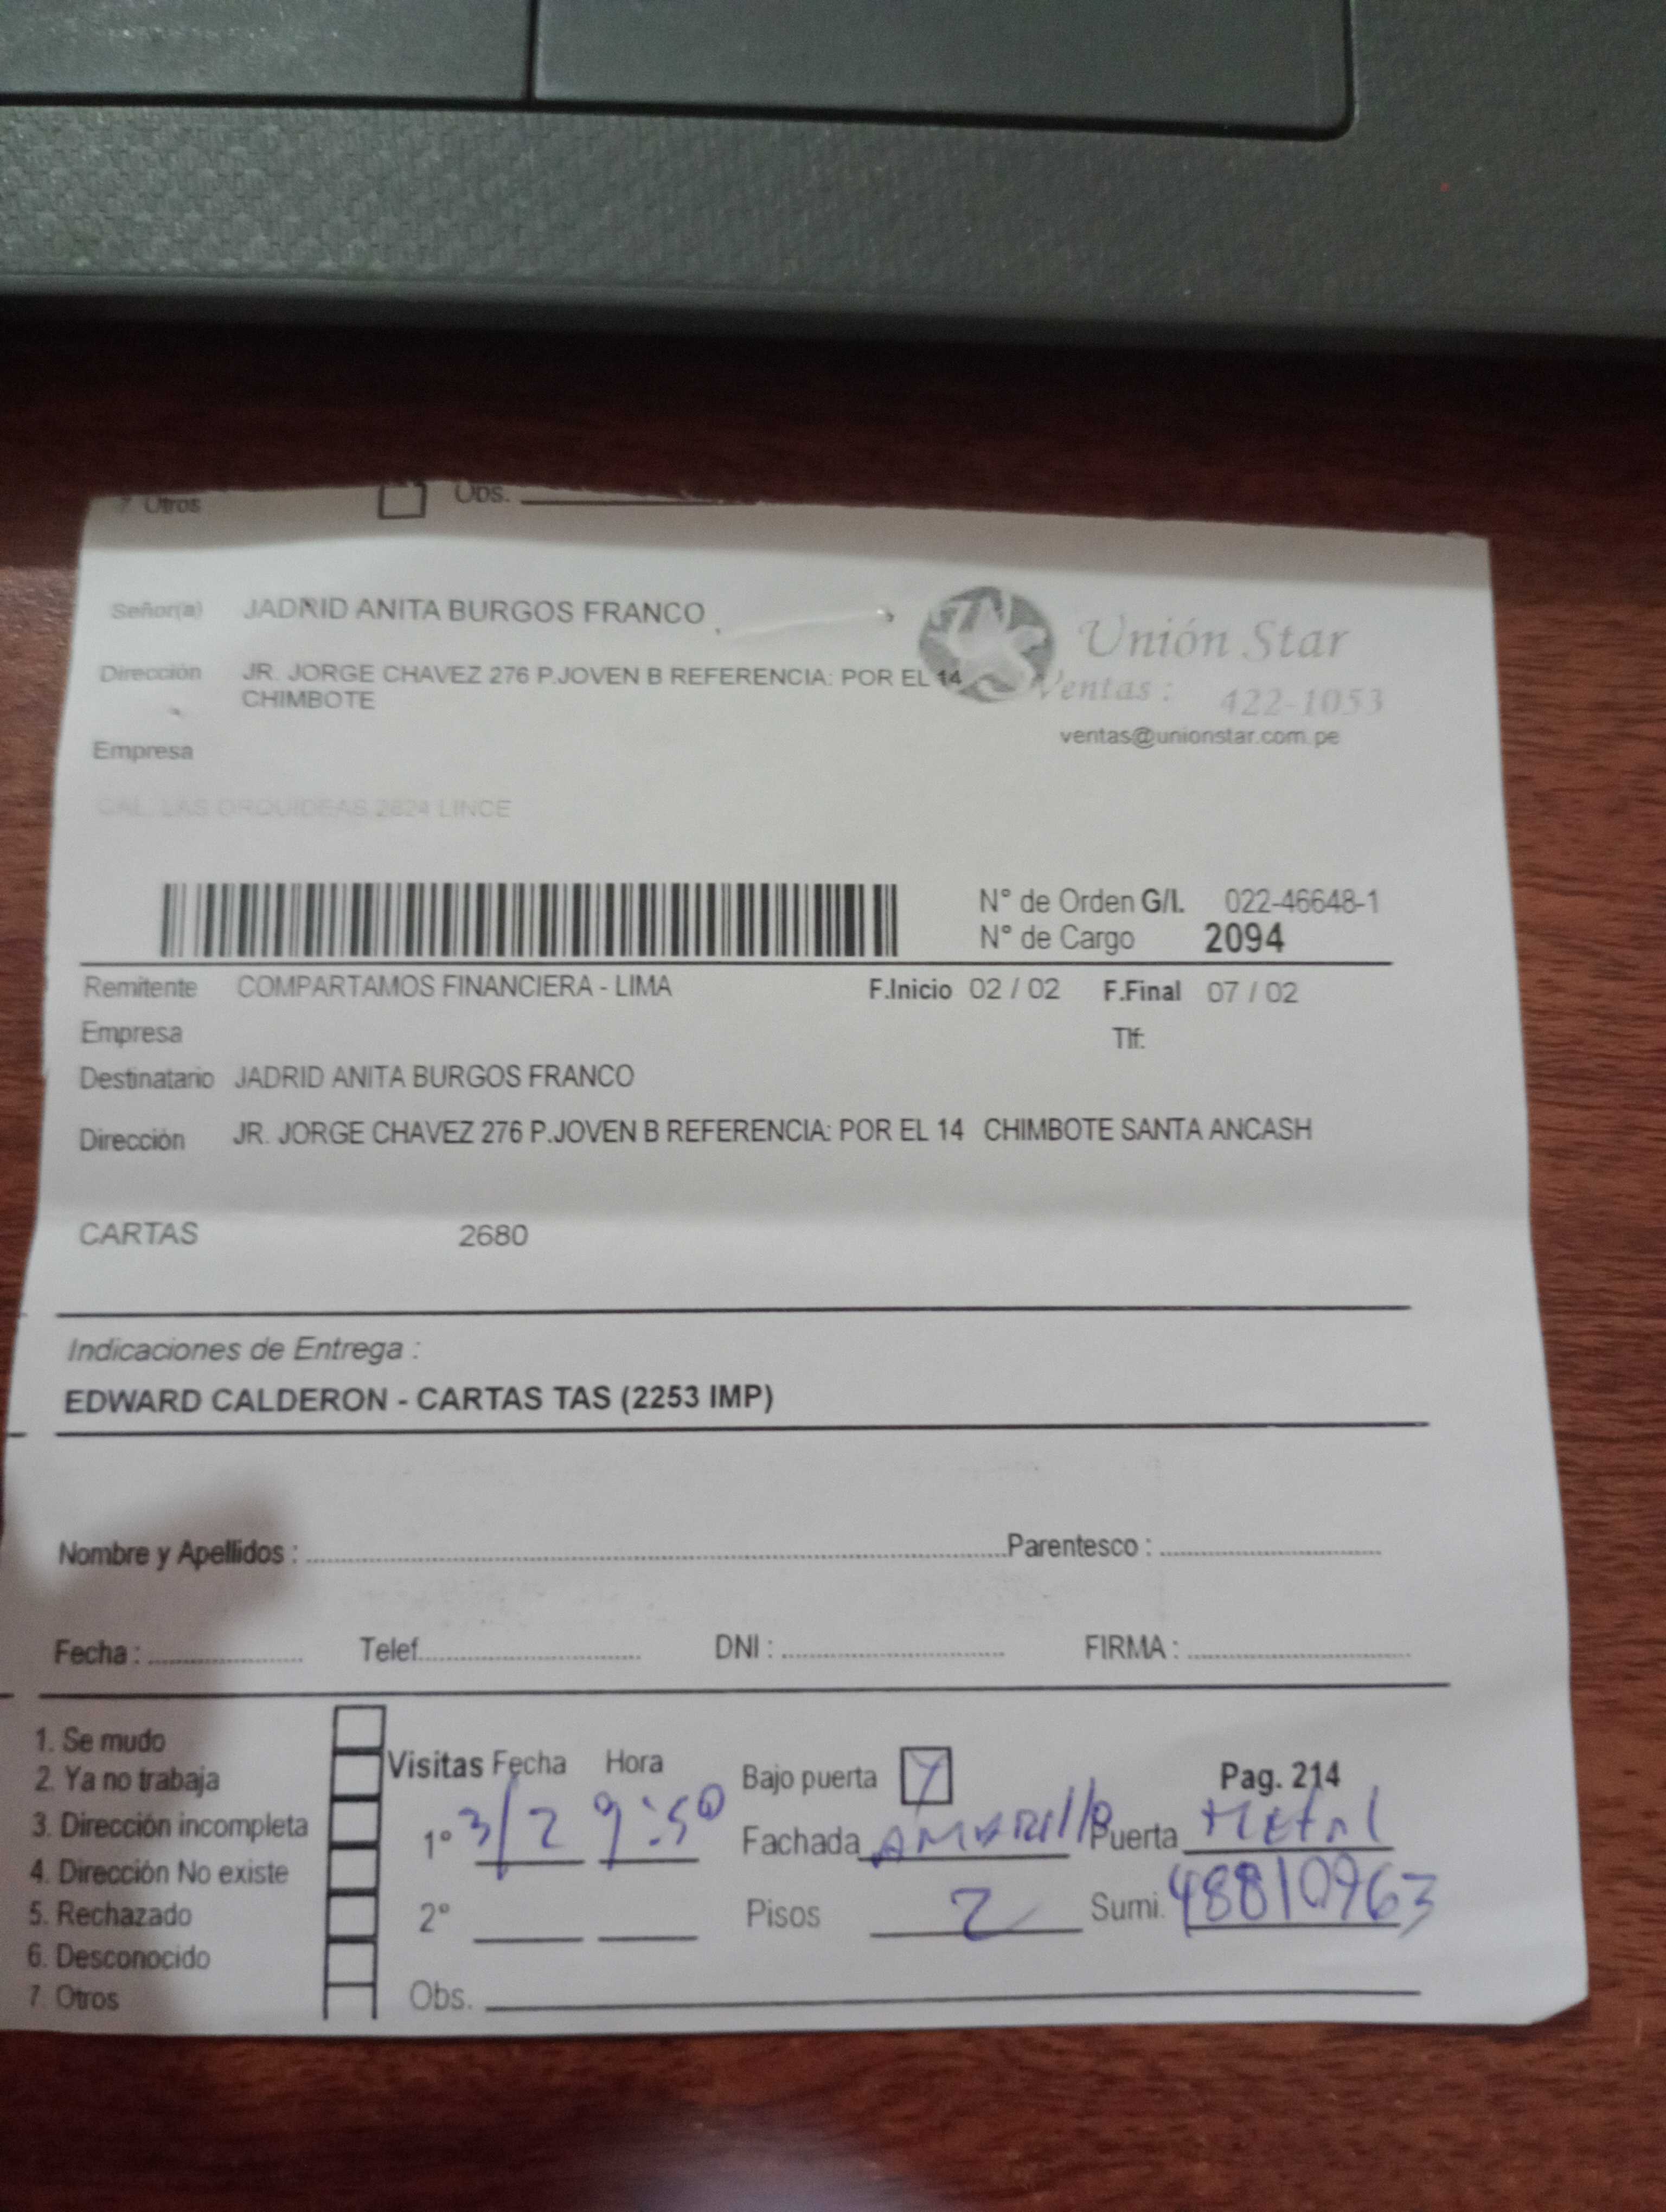 7. Otros Obs.
Señor(a) JADRID ANITA BURGOS FRANCO
Dirección JR. JORGE CHAVEZ 276 P.JOVEN B REFERENCIA: POR EL 14
CHIMBOTE
Unión Star
Ventas : 422-1053
ventas@unionstar.com.pe
Empresa
CAL. LAS ORQUIDEAS 2624 LINCE
N° de Orden G/I. 022-46648-1
N° de Cargo 2094
Remitente COMPARTAMOS FINANCIERA - LIMA F.Inicio 02 / 02 F.Final 07 / 02
Empresa Tlf:
Destinatario JADRID ANITA BURGOS FRANCO
Dirección JR. JORGE CHAVEZ 276 P.JOVEN B REFERENCIA: POR EL 14 CHIMBOTE SANTA ANCASH
CARTAS 2680
Indicaciones de Entrega :
EDWARD CALDERON - CARTAS TAS (2253 IMP)
Nombre y Apellidos : Parentesco :
Fecha : Telef. DNI : FIRMA :
1. Se mudo
2. Ya no trabaja
3. Dirección incompleta
4. Dirección No existe
5. Rechazado
6. Desconocido
7. Otros
Visitas Fecha Hora
1° 3/2 9:50
2°
Obs.
Bajo puerta Pag. 214
Fachada AMARILLO Puerta METAL
Pisos 2 Sumi. 48810963